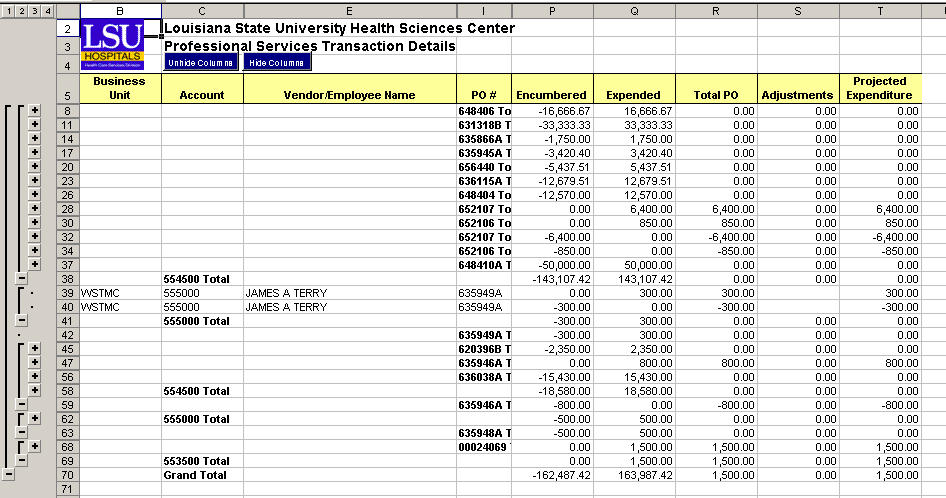 1 2 3 4 B C E I P Q R S T
2 LSU HOSPITALS Louisiana State University Health Sciences Center
3 Professional Services Transaction Details
4 Health Care Services Division Unhide Columns Hide Columns
5 Business Unit Account Vendor/Employee Name PO # Encumbered Expended Total PO Adjustments Projected Expenditure
8 648406 To -16,666.67 16,666.67 0.00 0.00 0.00
11 631318B T -33,333.33 33,333.33 0.00 0.00 0.00
14 635866A T -1,750.00 1,750.00 0.00 0.00 0.00
17 635945A T -3,420.40 3,420.40 0.00 0.00 0.00
20 656440 To -5,437.51 5,437.51 0.00 0.00 0.00
23 636115A T -12,679.51 12,679.51 0.00 0.00 0.00
26 648404 To -12,570.00 12,570.00 0.00 0.00 0.00
28 652107 To 0.00 6,400.00 6,400.00 0.00 6,400.00
30 652106 To 0.00 850.00 850.00 0.00 850.00
32 652107 To -6,400.00 0.00 -6,400.00 0.00 -6,400.00
34 652106 To -850.00 0.00 -850.00 0.00 -850.00
37 648410A T -50,000.00 50,000.00 0.00 0.00 0.00
38 554500 Total -143,107.42 143,107.42 0.00 0.00 0.00
39 WSTMC 555000 JAMES A TERRY 635949A 0.00 300.00 300.00 300.00
40 WSTMC 555000 JAMES A TERRY 635949A -300.00 0.00 -300.00 -300.00
41 555000 Total -300.00 300.00 0.00 0.00 0.00
42 635949A T -300.00 300.00 0.00 0.00 0.00
45 620396B T -2,350.00 2,350.00 0.00 0.00 0.00
47 635946A T 0.00 800.00 800.00 0.00 800.00
56 636038A T -15,430.00 15,430.00 0.00 0.00 0.00
58 554500 Total -18,580.00 18,580.00 0.00 0.00 0.00
59 635946A T -800.00 0.00 -800.00 0.00 -800.00
62 555000 Total -500.00 500.00 0.00 0.00 0.00
63 635948A T -500.00 500.00 0.00 0.00 0.00
68 00024069 0.00 1,500.00 1,500.00 0.00 1,500.00
69 553500 Total 0.00 1,500.00 1,500.00 0.00 1,500.00
70 Grand Total -162,487.42 163,987.42 1,500.00 0.00 1,500.00
71